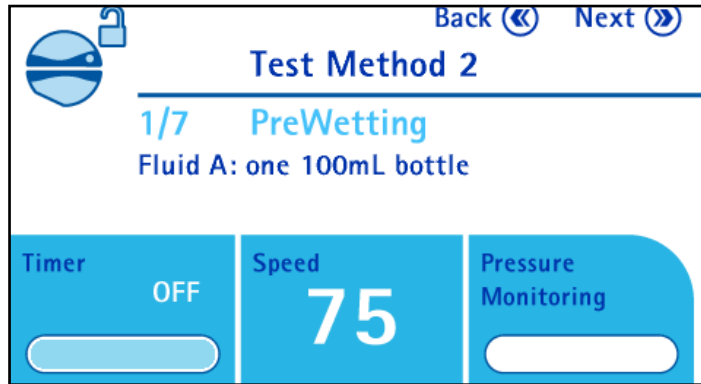 Back Next
Test Method 2
1/7 PreWetting
Fluid A: one 100mL bottle
Timer
OFF
Speed
75
Pressure
Monitoring